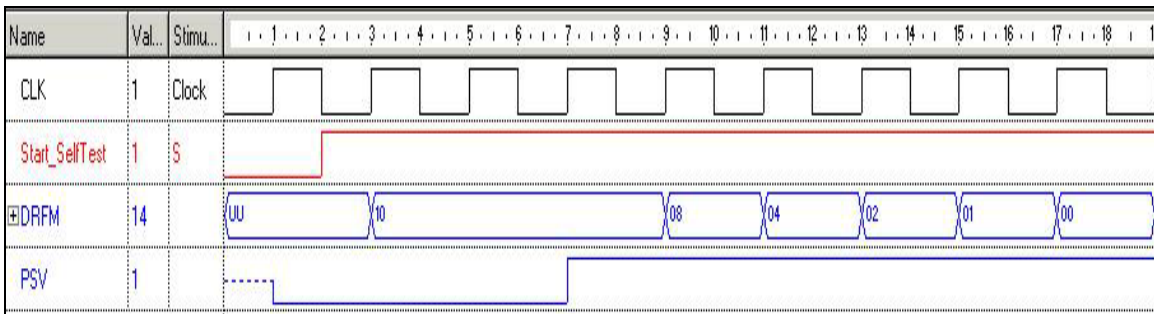 Name Val... Stimu... 1 2 3 4 5 6 7 8 9 10 11 12 13 14 15 16 17 18 1
CLK 1 Clock
Start_SelfTest 1 S
DRFM 14 UU 10 08 04 02 01 00
PSV 1